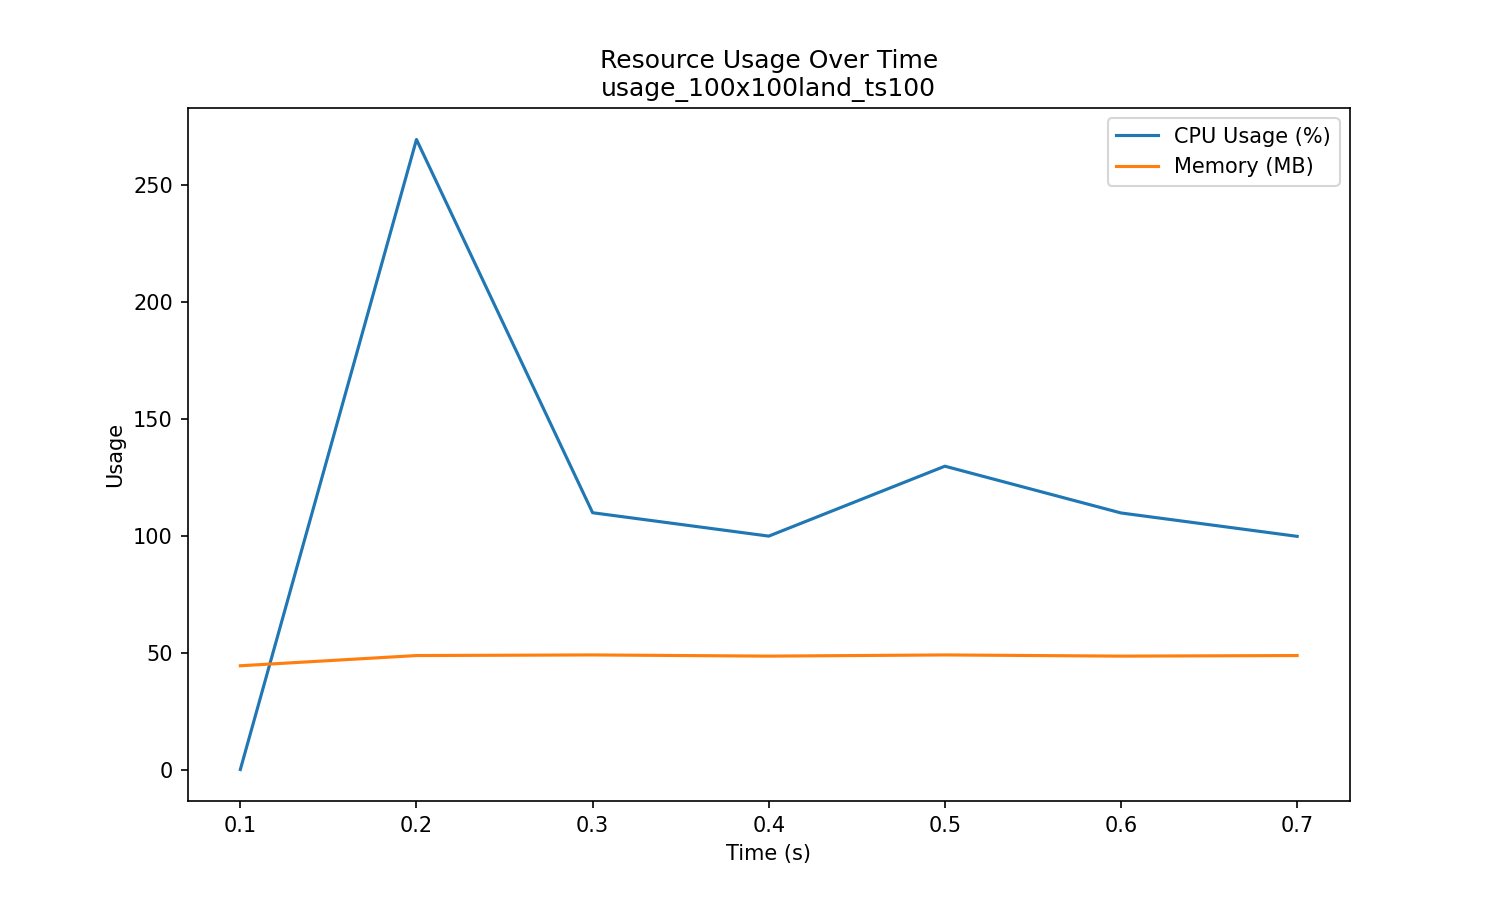 Resource Usage Over Time
usage_100x100land_ts100
CPU Usage (%)
Memory (MB)
250
200
150
100
50
0
Usage
0.1 0.2 0.3 0.4 0.5 0.6 0.7
Time (s)